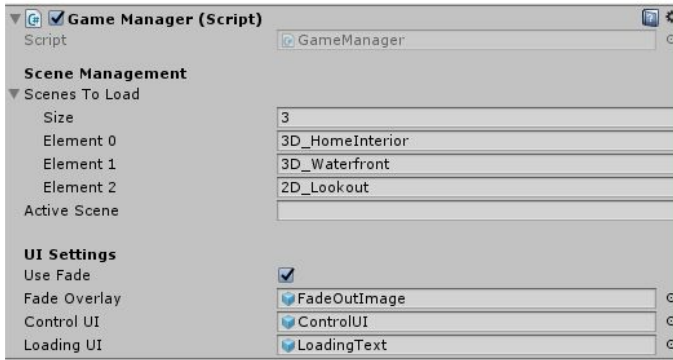 Game Manager (Script)
Script GameManager
Scene Management
Scenes To Load
Size 3
Element 0 3D_HomeInterior
Element 1 3D_Waterfront
Element 2 2D_Lookout
Active Scene
UI Settings
Use Fade
Fade Overlay FadeOutImage
Control UI ControlUI
Loading UI LoadingText